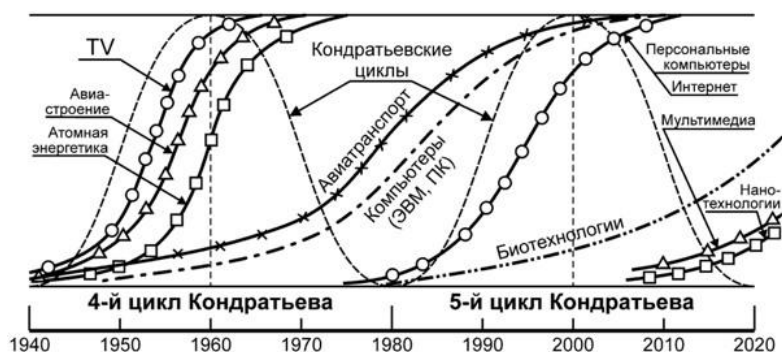 TV
Авиа-
строение
Атомная
энергетика
Кондратьевские
циклы
Авиатранспорт
Компьютеры
(ЭВМ, ПК)
Персональные
компьютеры
Интернет
Мультимедиа
Нано-
технологии
Биотехнологии
4-й цикл Кондратьева
5-й цикл Кондратьева
1940 1950 1960 1970 1980 1990 2000 2010 2020